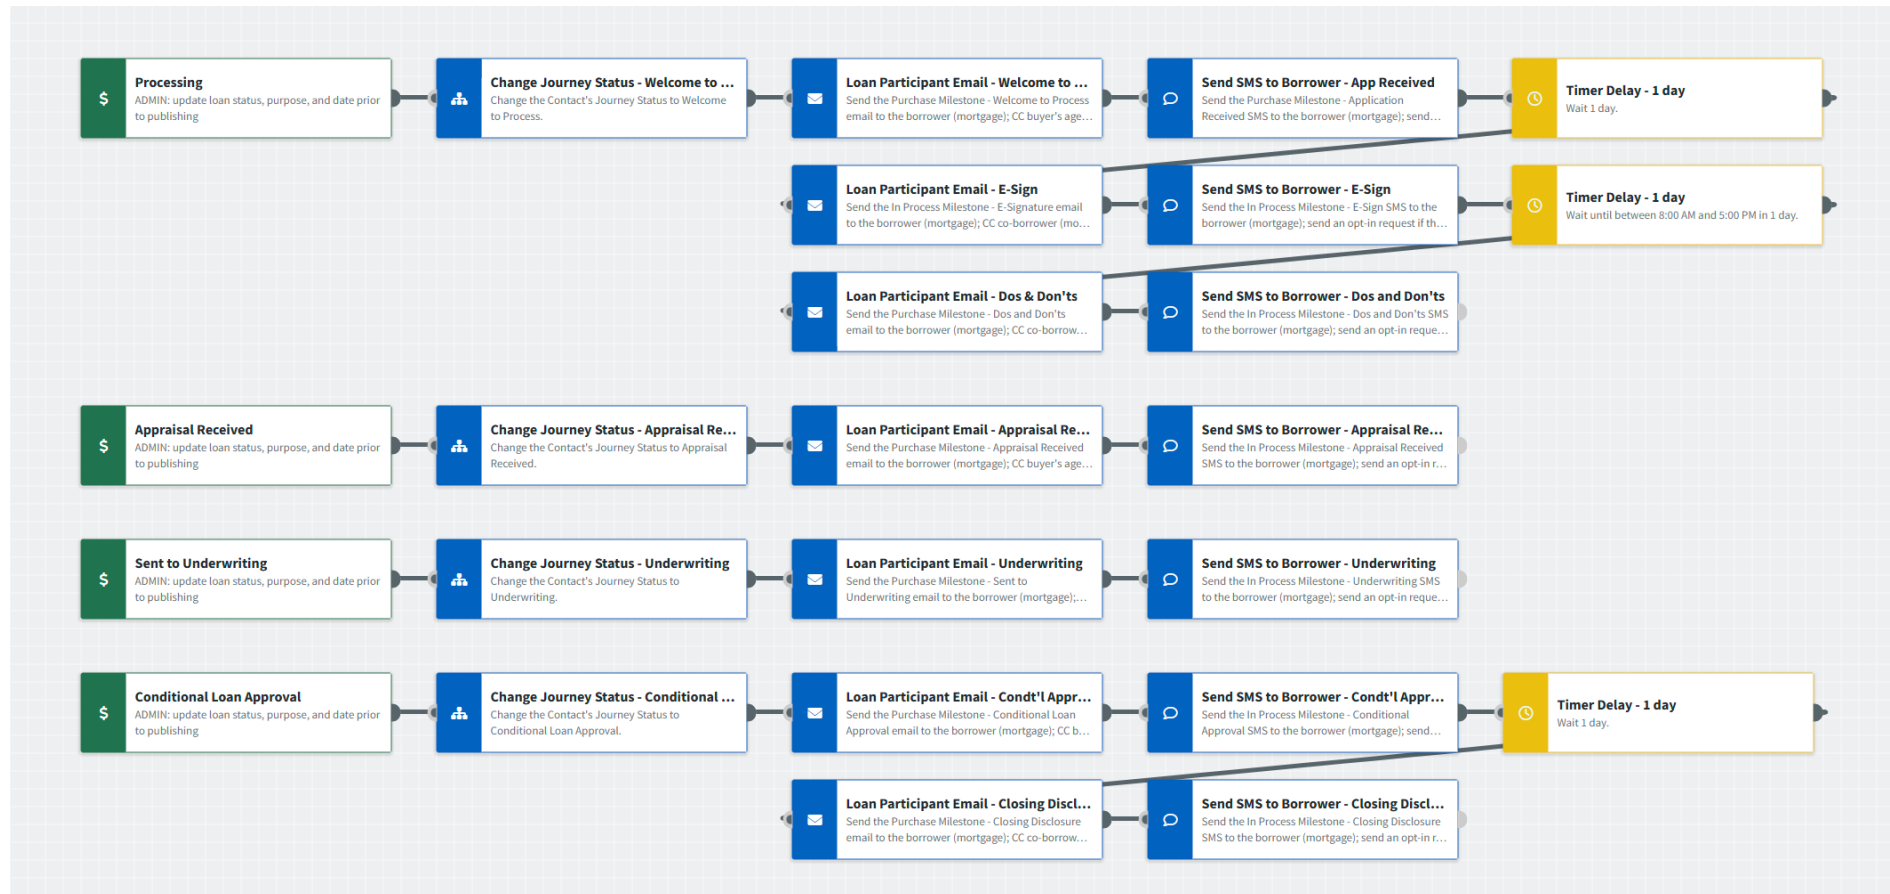 Processing
ADMIN: update loan status, purpose, and date prior
to publishing
Change Journey Status - Welcome to ...
Change the Contact's Journey Status to Welcome
to Process.
Loan Participant Email - Welcome to ...
Send the Purchase Milestone - Welcome to Process
email to the borrower (mortgage); CC buyer's age...
Send SMS to Borrower - App Received
Send the Purchase Milestone - Application
Received SMS to the borrower (mortgage); send...
Timer Delay - 1 day
Wait 1 day.
Loan Participant Email - E-Sign
Send the In Process Milestone - E-Signature email
to the borrower (mortgage); CC co-borrower (mo...
Send SMS to Borrower - E-Sign
Send the In Process Milestone - E-Sign SMS to the
borrower (mortgage); send an opt-in request if th...
Timer Delay - 1 day
Wait until between 8:00 AM and 5:00 PM in 1 day.
Loan Participant Email - Dos & Don'ts
Send the Purchase Milestone - Dos and Don'ts
email to the borrower (mortgage); CC co-borrow...
Send SMS to Borrower - Dos and Don'ts
Send the In Process Milestone - Dos and Don'ts SMS
to the borrower (mortgage); send an opt-in reque...
Appraisal Received
ADMIN: update loan status, purpose, and date prior
to publishing
Change Journey Status - Appraisal Re...
Change the Contact's Journey Status to Appraisal
Received.
Loan Participant Email - Appraisal Re...
Send the Purchase Milestone - Appraisal Received
email to the borrower (mortgage); CC buyer's age...
Send SMS to Borrower - Appraisal Re...
Send the In Process Milestone - Appraisal Received
SMS to the borrower (mortgage); send an opt-in r...
Sent to Underwriting
ADMIN: update loan status, purpose, and date prior
to publishing
Change Journey Status - Underwriting
Change the Contact's Journey Status to
Underwriting.
Loan Participant Email - Underwriting
Send the Purchase Milestone - Sent to
Underwriting email to the borrower (mortgage);...
Send SMS to Borrower - Underwriting
Send the In Process Milestone - Underwriting SMS
to the borrower (mortgage); send an opt-in reque...
Conditional Loan Approval
ADMIN: update loan status, purpose, and date prior
to publishing
Change Journey Status - Conditional ...
Change the Contact's Journey Status to
Conditional Loan Approval.
Loan Participant Email - Condt'l Appr...
Send the Purchase Milestone - Conditional Loan
Approval email to the borrower (mortgage); CC b...
Send SMS to Borrower - Condt'l Appr...
Send the In Process Milestone - Conditional
Approval SMS to the borrower (mortgage); send...
Timer Delay - 1 day
Wait 1 day.
Loan Participant Email - Closing Discl...
Send the Purchase Milestone - Closing Disclosure
email to the borrower (mortgage); CC co-borrow...
Send SMS to Borrower - Closing Discl...
Send the In Process Milestone - Closing Disclosure
SMS to the borrower (mortgage); send an opt-in r...